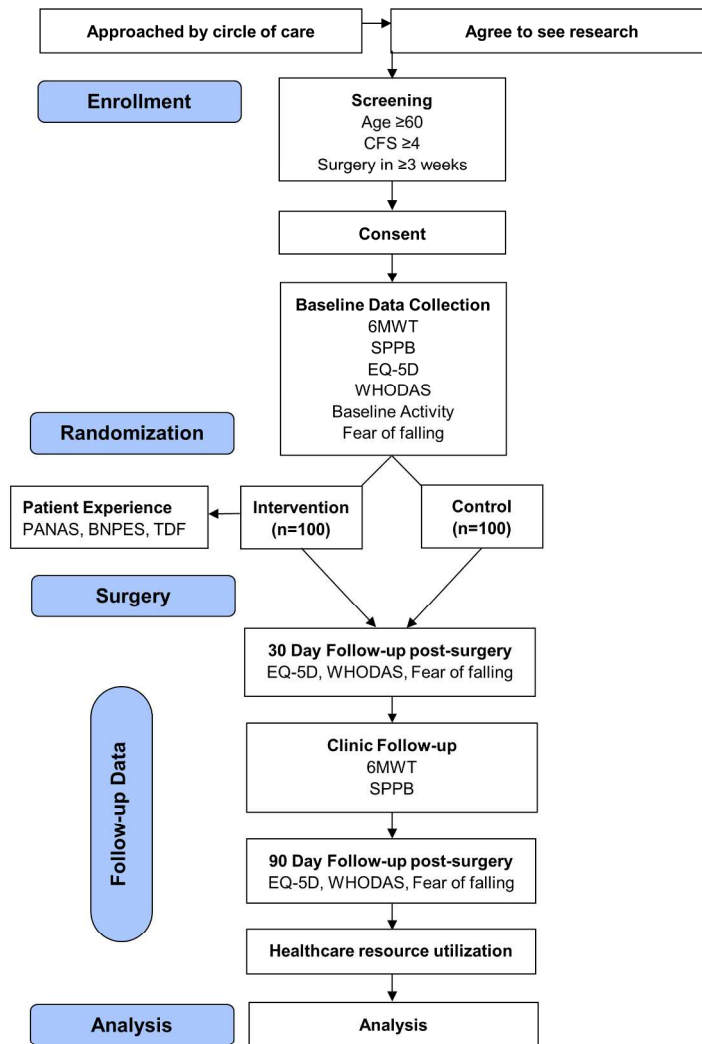 Approached by circle of care
Agree to see research
Enrollment
Screening
Age ≥60
CFS ≥4
Surgery in ≥3 weeks
Consent
Baseline Data Collection
6MWT
SPPB
EQ-5D
WHODAS
Baseline Activity
Fear of falling
Randomization
Patient Experience
PANAS, BNPES, TDF
Intervention
(n=100)
Control
(n=100)
Surgery
30 Day Follow-up post-surgery
EQ-5D, WHODAS, Fear of falling
Follow-up Data
Clinic Follow-up
6MWT
SPPB
90 Day Follow-up post-surgery
EQ-5D, WHODAS, Fear of falling
Healthcare resource utilization
Analysis
Analysis